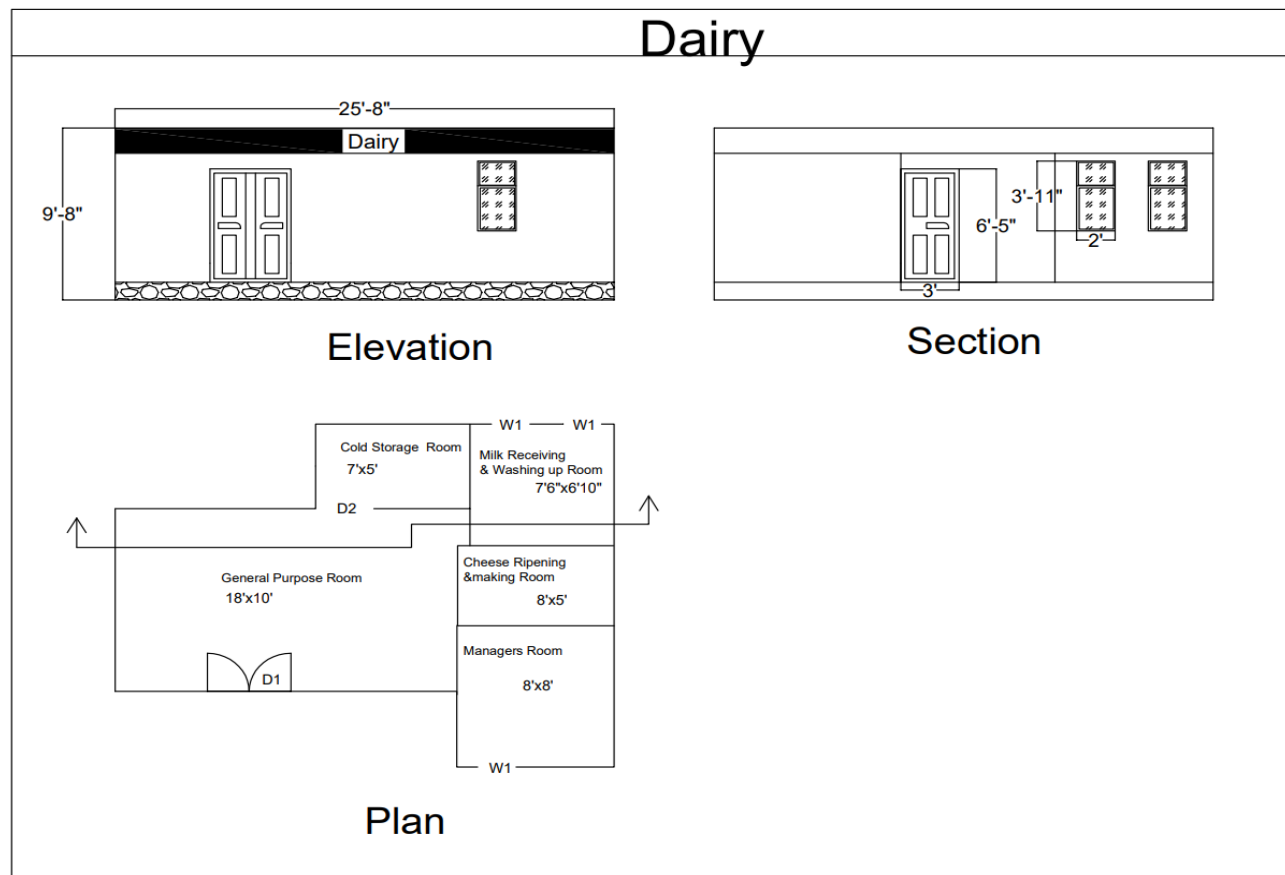 Dairy
25'-8"
Dairy
9'-8"
Elevation
3'-11"
6'-5"
2'
3'
Section
W1 W1
Cold Storage Room
7'x5'
Milk Receiving
& Washing up Room
7'6"x6'10"
D2
General Purpose Room
18'x10'
Cheese Ripening
&making Room
8'x5'
Managers Room
8'x8'
D1
W1
Plan